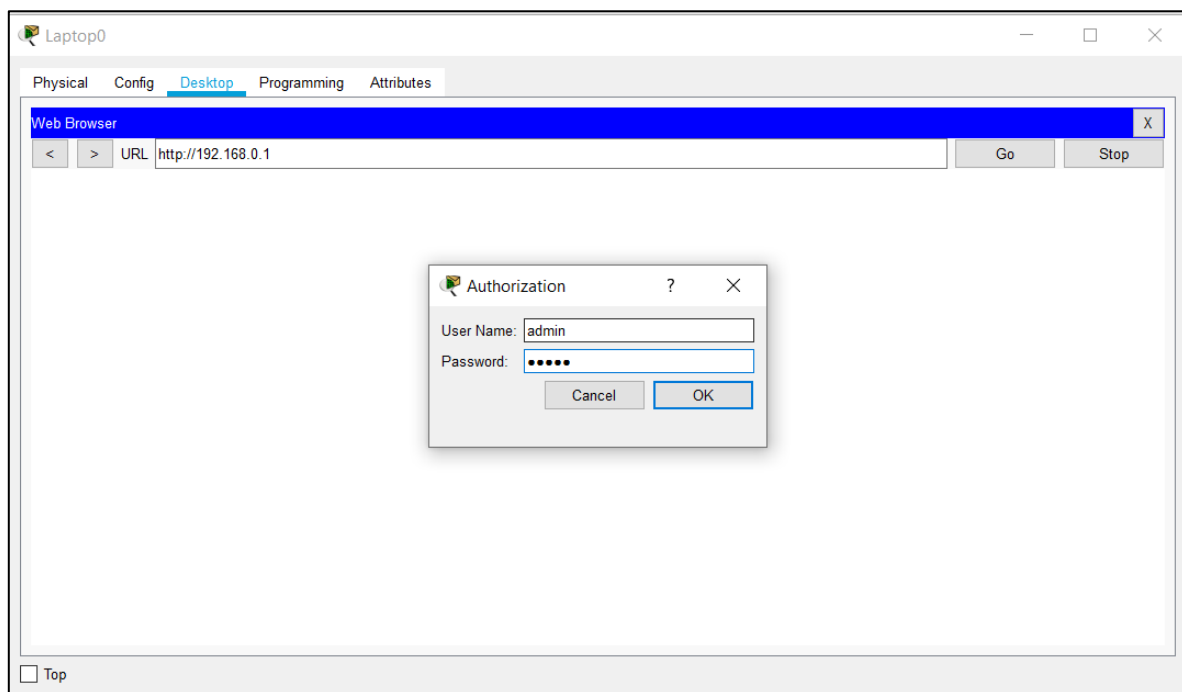 Laptop0
Physical Config Desktop Programming Attributes
Web Browser X
< > URL http://192.168.0.1 Go Stop
Authorization ?
User Name: admin
Password: •••••
Cancel OK
Top